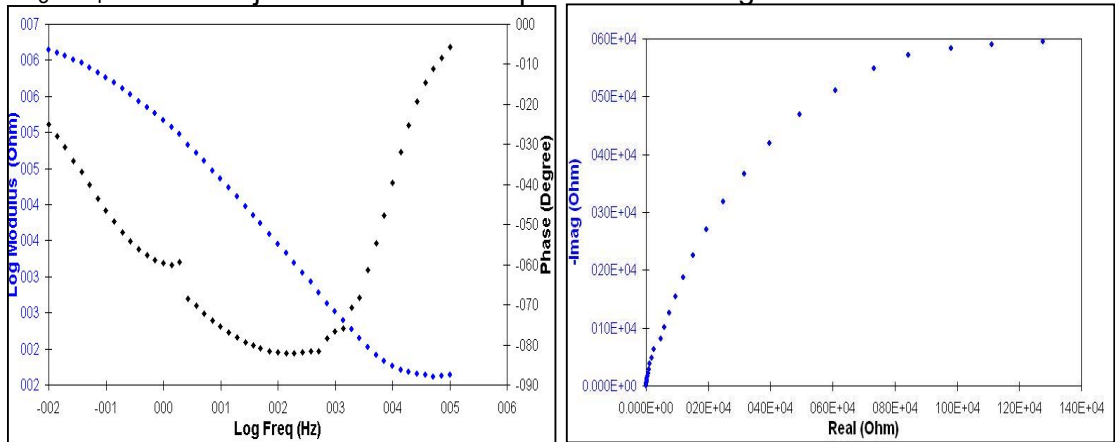 007
006
006
005
005
004
004
003
003
002
002
Log Modulus (Ohm)
-002
-001
000
001
002
003
004
005
006
Log Freq (Hz)
000
-010
-020
-030
-040
-050
-060
-070
-080
-090
Phase (Degree)
060E+04
050E+04
040E+04
030E+04
020E+04
010E+04
0.000E+00
-Imag (Ohm)
0.000E+00
020E+04
040E+04
060E+04
080E+04
100E+04
120E+04
140E+04
Real (Ohm)